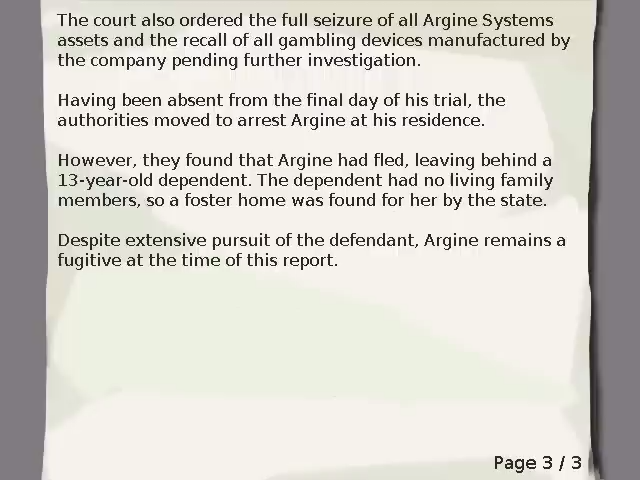 The court also ordered the full seizure of all Argine Systems
assets and the recall of all gambling devices manufactured by
the company pending further investigation.
Having been absent from the final day of his trial, the
authorities moved to arrest Argine at his residence.
However, they found that Argine had fled, leaving behind a
13-year-old dependent. The dependent had no living family
members, so a foster home was found for her by the state.
Despite extensive pursuit of the defendant, Argine remains a
fugitive at the time of this report.
Page 3 / 3